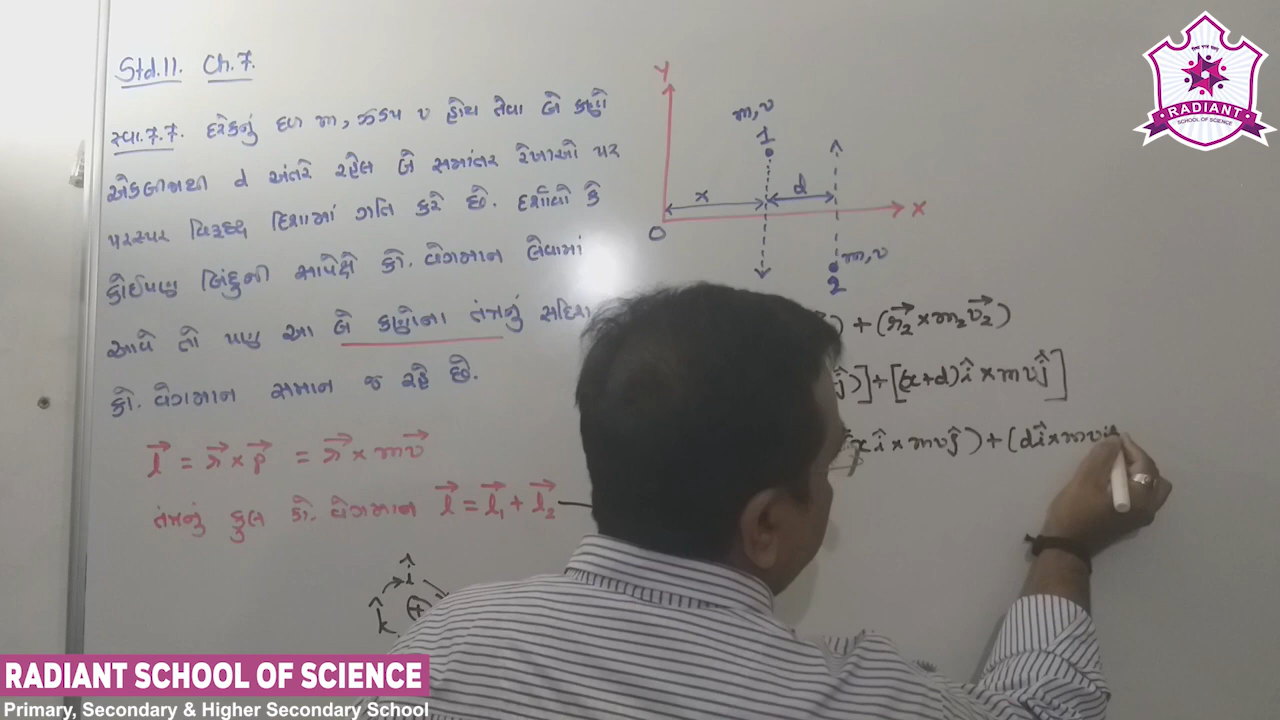 Std.11. Ch.7.
સ્વા.7.7. દરેકનું દળ m, ઝડપ v હોય તેવા બે કણો
એકબીજાથી d અંતરે રહેલ બે સમાંતર રેખાઓ પર
પરસ્પર વિરૂદ્ધ દિશામાં ગતિ કરે છે. દર્શાવો કે
કોઈપણ બિંદુની સાપેક્ષે કો. વેગમાન લેવામાં
આવે તો પણ આ બે કણોના તંત્રનું સદિશ
કો. વેગમાન સમાન જ રહે છે.
l⃗ = r⃗ × p⃗ = r⃗ × mv⃗
તંત્રનું કુલ કો. વેગમાન l⃗ = l⃗₁ + l⃗₂
î
k̂
+
Y
m, v
1
x
d
X
O
m, v
2
) + (r⃗₂ × m₂v⃗₂)
ĵ)] + [(x+d)î × mvĵ]
xî × mvĵ) + (dî × mv
RADIANT
SCHOOL OF SCIENCE
RADIANT SCHOOL OF SCIENCE
Primary, Secondary & Higher Secondary School